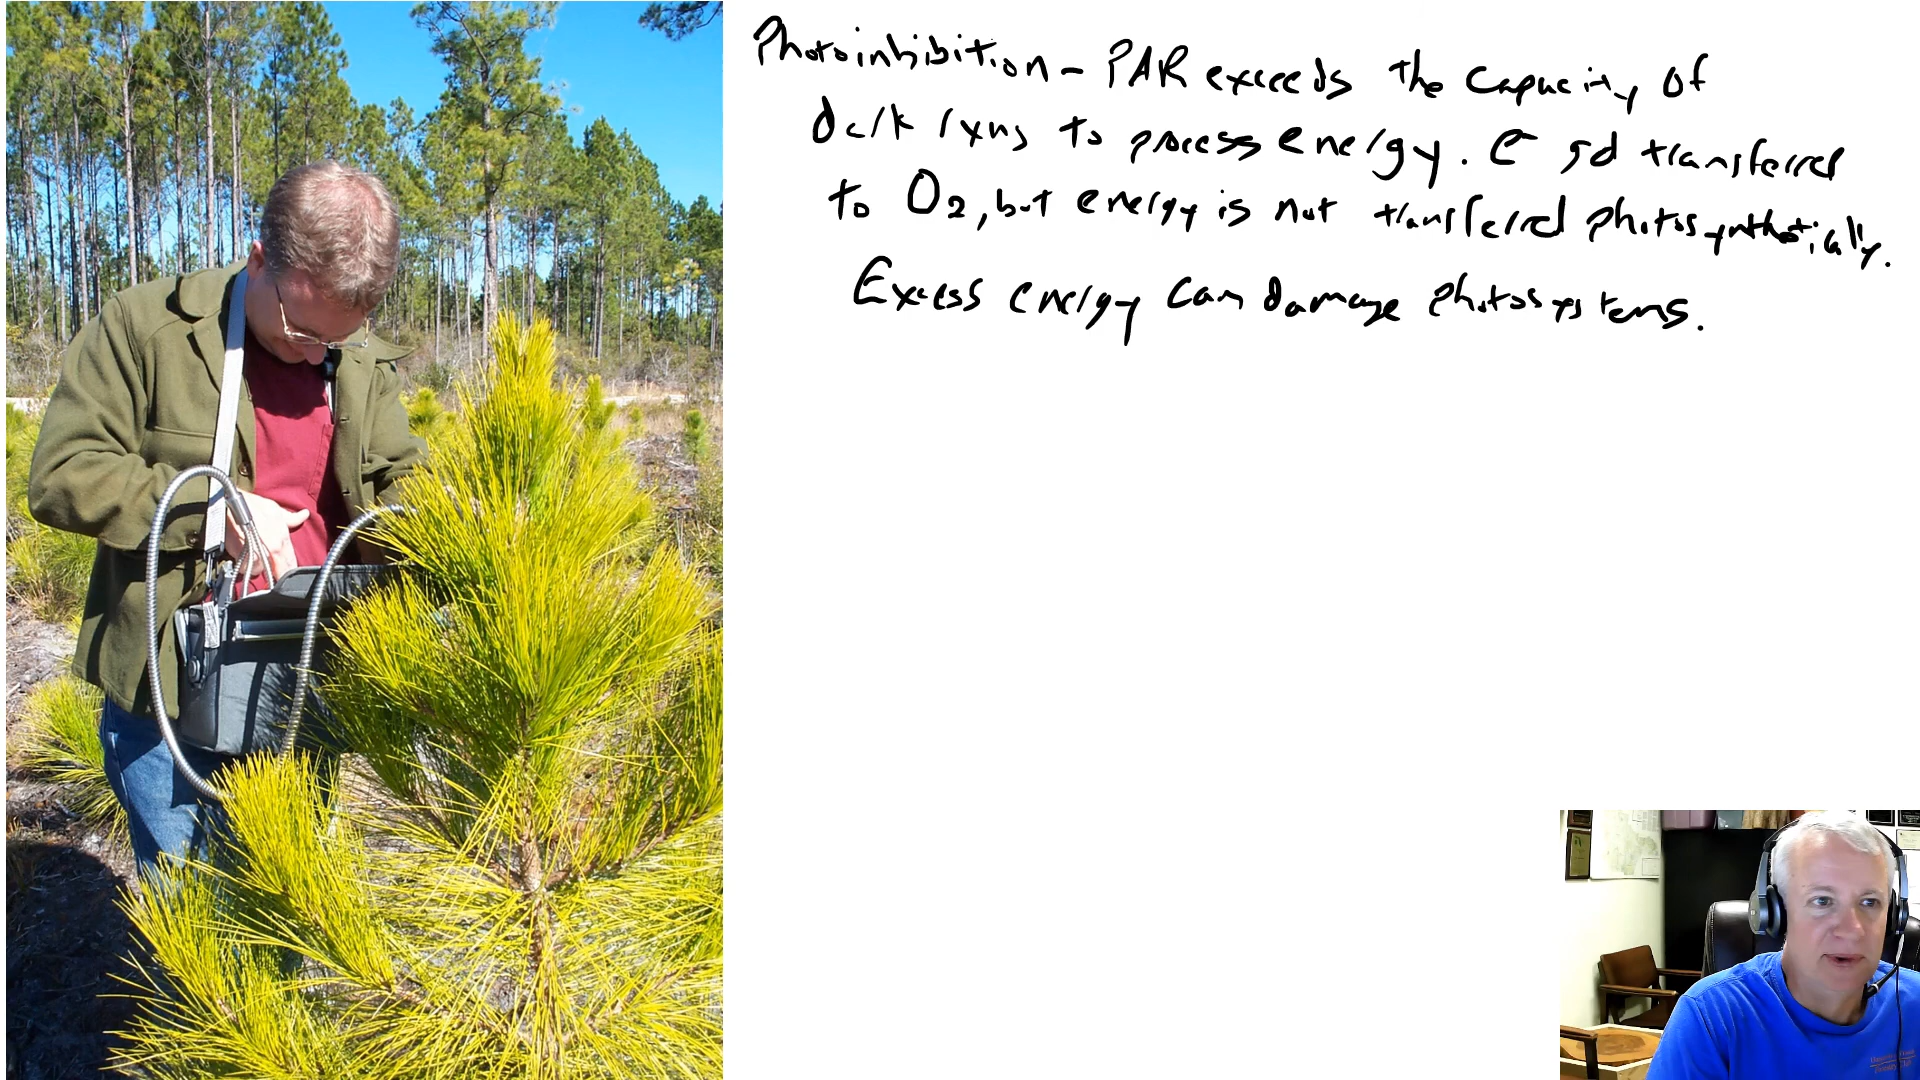 Photoinhibition - PAR exceeds the capacity of
dark rxns to process energy. e⁻ transferred
to O₂, but energy is not transferred photosynthetically.
Excess energy can damage photosystems.